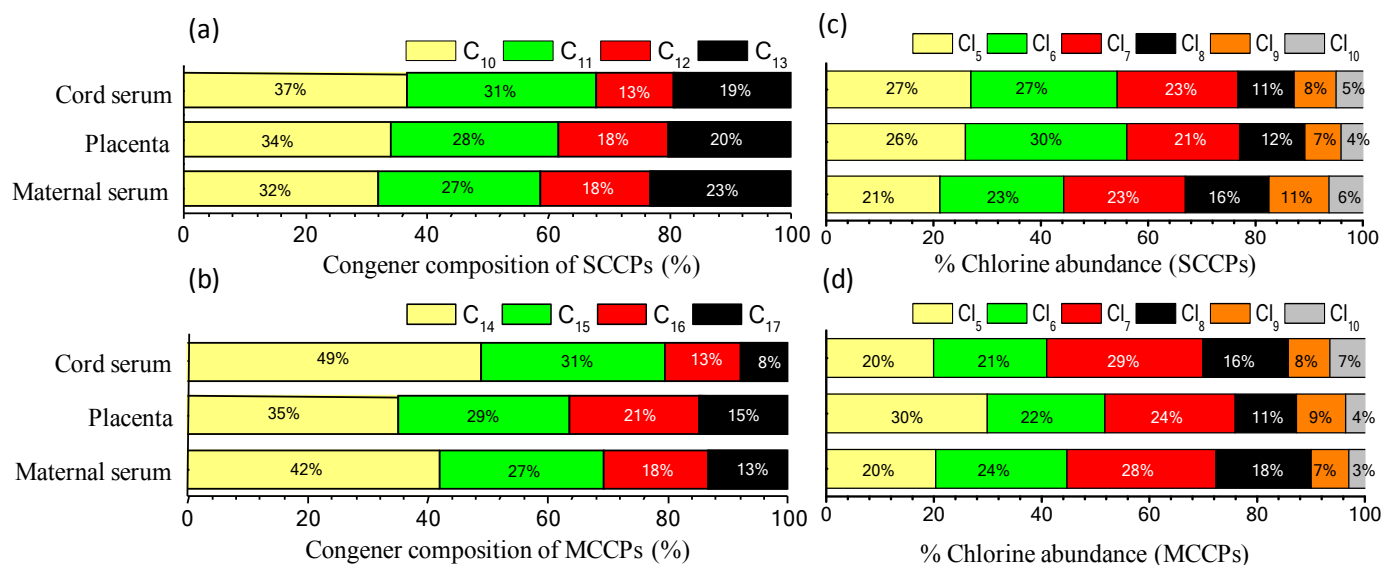 (a)
C10 C11 C12 C13
Cord serum 37% 31% 13% 19%
Placenta 34% 28% 18% 20%
Maternal serum 32% 27% 18% 23%
0 20 40 60 80 100
Congener composition of SCCPs (%)
(c)
Cl5 Cl6 Cl7 Cl8 Cl9 Cl10
27% 27% 23% 11% 8% 5%
26% 30% 21% 12% 7% 4%
21% 23% 23% 16% 11% 6%
0 20 40 60 80 100
% Chlorine abundance (SCCPs)
(b)
C14 C15 C16 C17
Cord serum 49% 31% 13% 8%
Placenta 35% 29% 21% 15%
Maternal serum 42% 27% 18% 13%
0 20 40 60 80 100
Congener composition of MCCPs (%)
(d)
Cl5 Cl6 Cl7 Cl8 Cl9 Cl10
20% 21% 29% 16% 8% 7%
30% 22% 24% 11% 9% 4%
20% 24% 28% 18% 7% 3%
0 20 40 60 80 100
% Chlorine abundance (MCCPs)